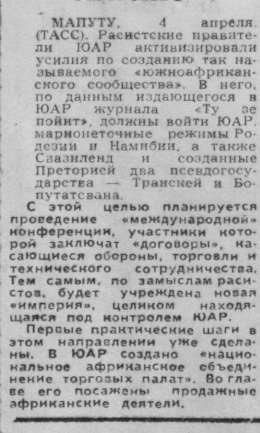 МАПУТУ, 4 апреля.
(ТАСС). Расистские правите-
ли ЮАР активизировали
усилия по созданию так на-
зываемого «южноафрикан-
ского сообщества». В него,
по данным издающегося в
ЮАР журнала «Ту зе
пойнт», должны войти ЮАР,
марионеточные режимы Ро-
дезии и Намибии, а также
Свазиленд и созданные
Преторией два псевдогосу-
дарства — Транскей и Бо-
путатсвана.
С этой целью планируется
проведение «международной»
конференции, участники кото-
рой заключат «договоры», ка-
сающиеся обороны, торговли и
технического сотрудничества.
Тем самым, по замыслам раси-
стов, будет учреждена новая
«империя», целиком находя-
щаяся под контролем ЮАР.
Первые практические шаги в
этом направлении уже сдела-
ны. В ЮАР создано «нацио-
нальное африканское объеди-
нение торговых палат». Во гла-
ве его посажены продажные
африканские деятели.